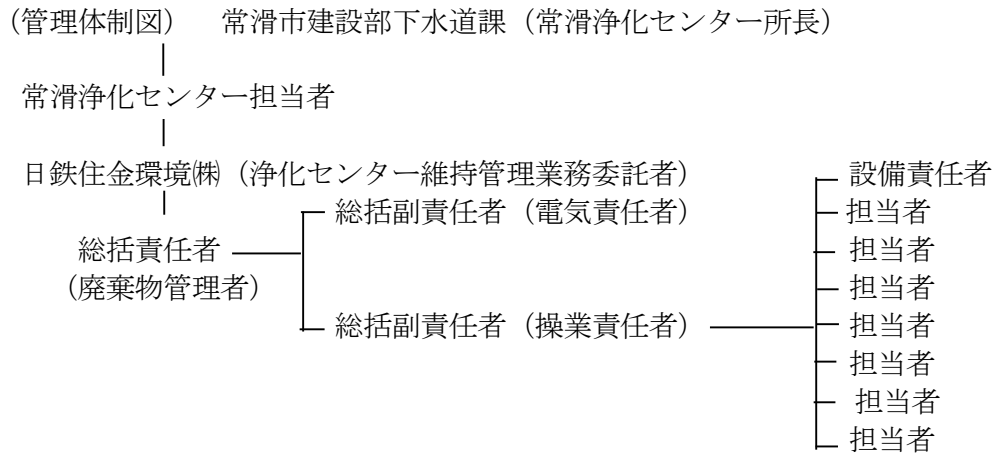 （管理体制図）　常滑市建設部下水道課（常滑浄化センター所長）
常滑浄化センター担当者
日鉄住金環境㈱（浄化センター維持管理業務委託者）
設備責任者
総括副責任者（電気責任者）
担当者
総括責任者
担当者
（廃棄物管理者）
担当者
総括副責任者（操業責任者）
担当者
担当者
担当者
担当者